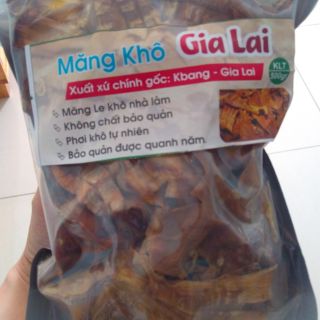 Măng Khô Gia Lai
Xuất xứ chính gốc: Kbang - Gia Lai
KLT
500gr
Măng Le khô nhà làm
Không chất bảo quản
Phơi khô tự nhiên
Bảo quản được quanh năm.